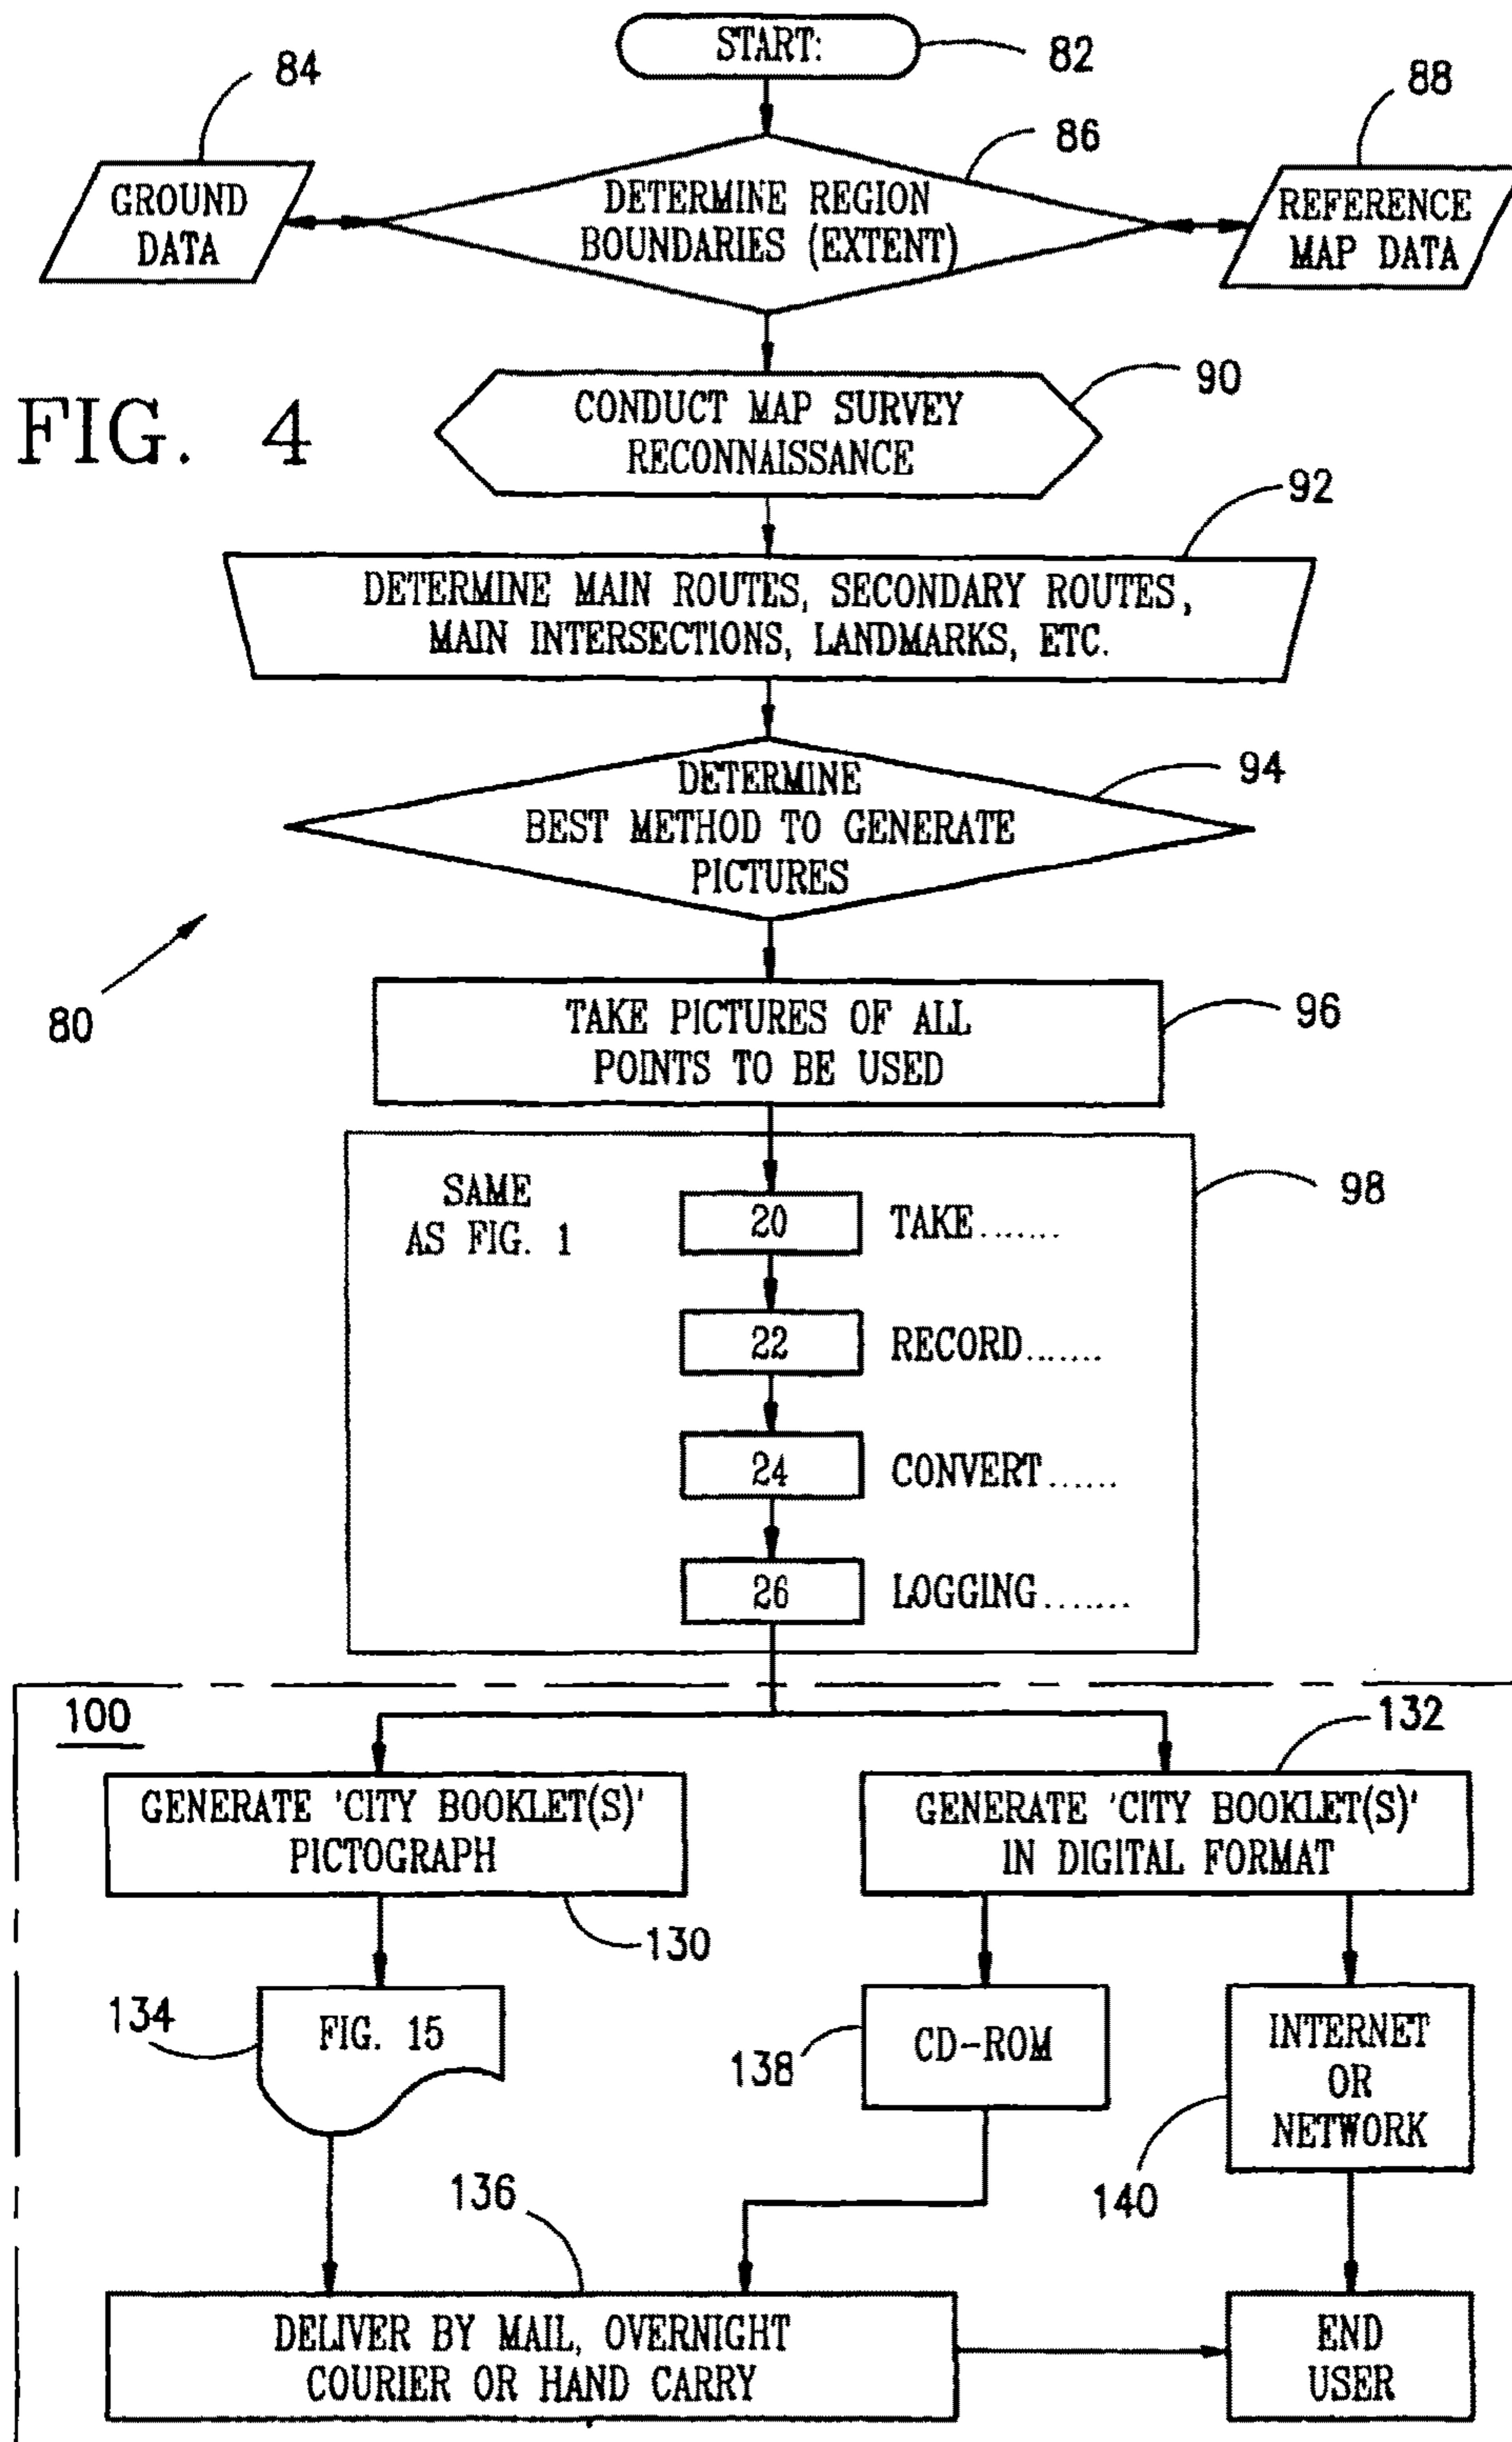 START:
82
84
86
88
GROUND
DATA
DETERMINE REGION
BOUNDARIES (EXTENT)
REFERENCE
MAP DATA
FIG. 4
CONDUCT MAP SURVEY
RECONNAISSANCE
90
92
DETERMINE MAIN ROUTES, SECONDARY ROUTES,
MAIN INTERSECTIONS, LANDMARKS, ETC.
94
DETERMINE
BEST METHOD TO GENERATE
PICTURES
80
96
TAKE PICTURES OF ALL
POINTS TO BE USED
98
SAME
AS FIG. 1
20 TAKE.......
22 RECORD.......
24 CONVERT......
26 LOGGING.......
100
132
GENERATE 'CITY BOOKLET(S)'
PICTOGRAPH
GENERATE 'CITY BOOKLET(S)'
IN DIGITAL FORMAT
130
134
FIG. 15
138
CD-ROM
140
INTERNET
OR
NETWORK
136
DELIVER BY MAIL, OVERNIGHT
COURIER OR HAND CARRY
END
USER